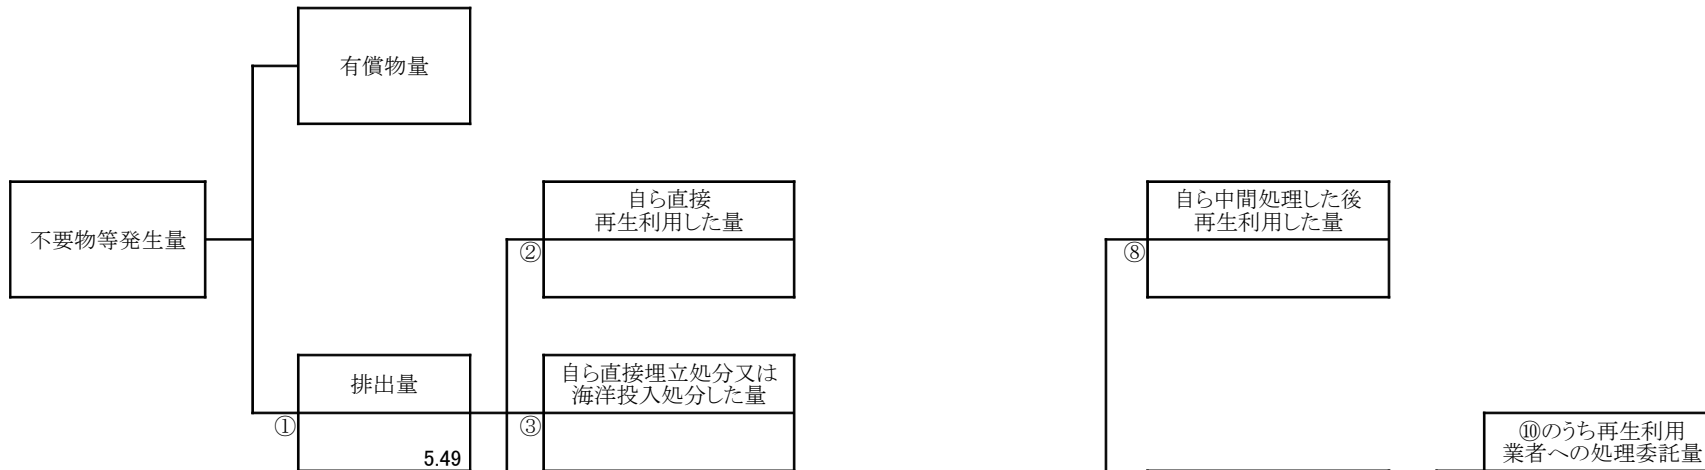 有償物量
不要物等発生量
自ら直接
再生利用した量
②
自ら中間処理した後
再生利用した量
⑧
排出量
①
5.49
自ら直接埋立処分又は
海洋投入処分した量
③
⑩のうち再生利用
業者への処理委託量